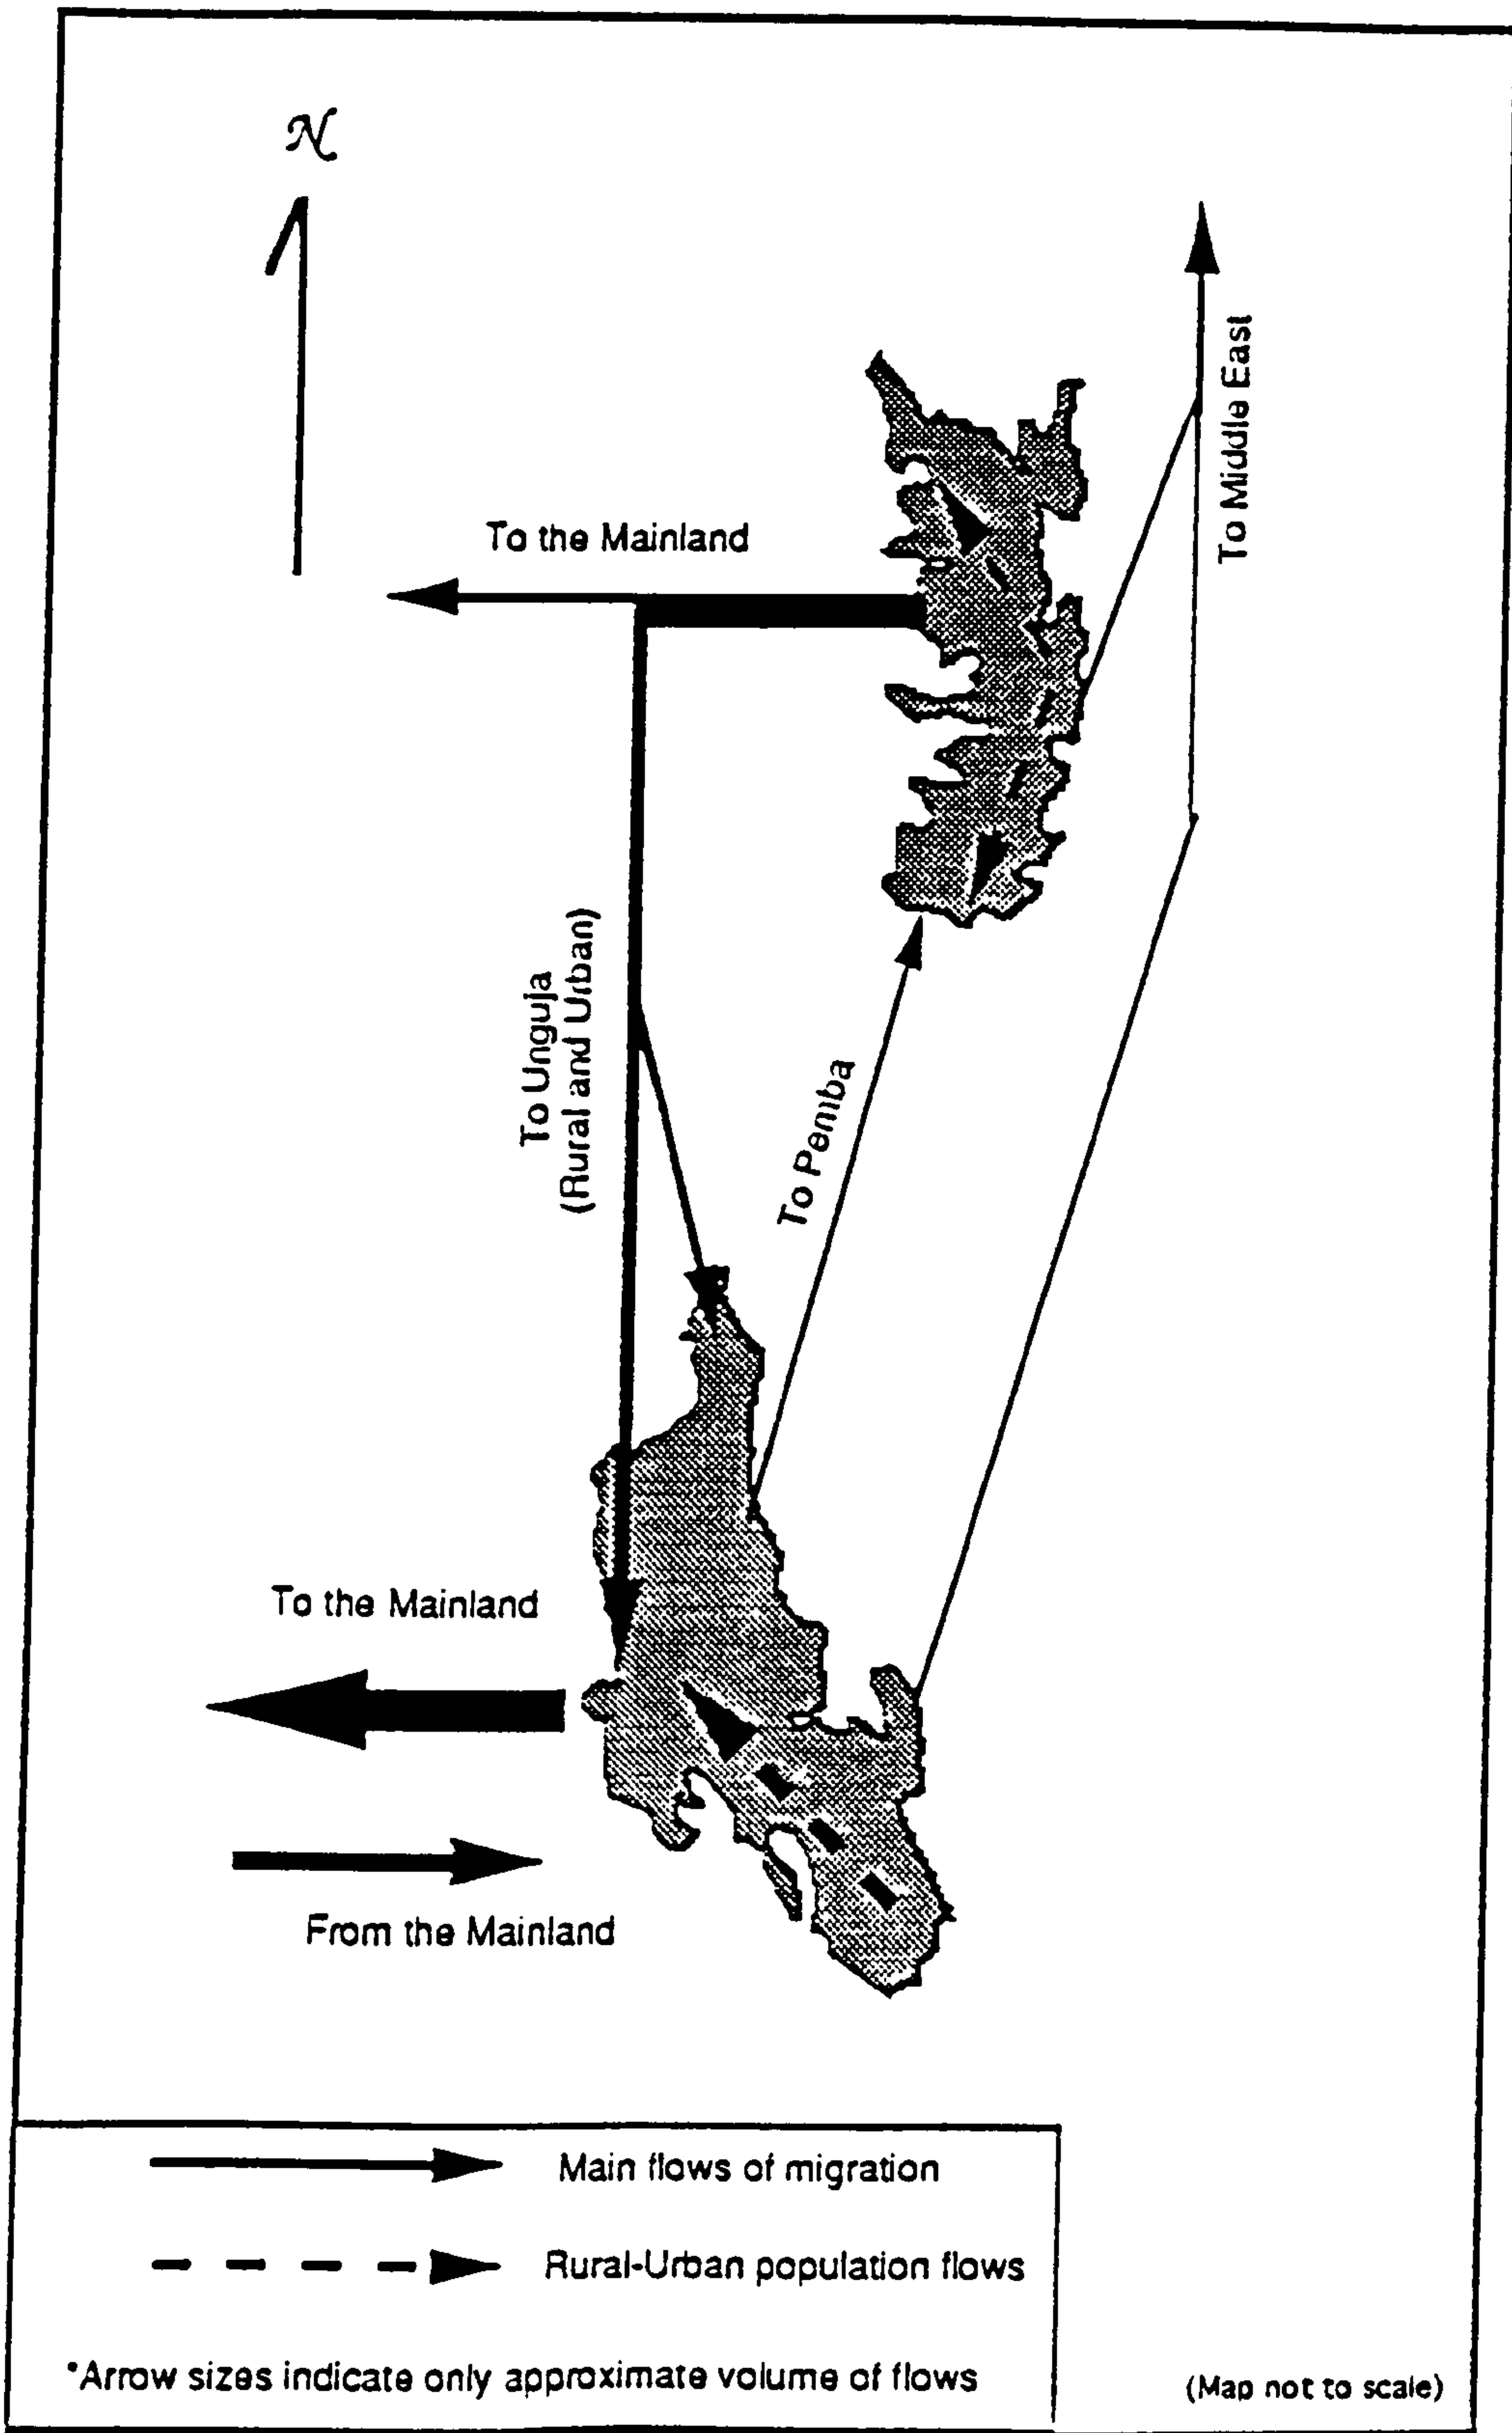 N
To the Mainland
To Middle East
To Unguja
(Rural and Urban)
To Pemba
To the Mainland
From the Mainland
Main flows of migration
Rural-Urban population flows
*Arrow sizes indicate only approximate volume of flows
(Map not to scale)